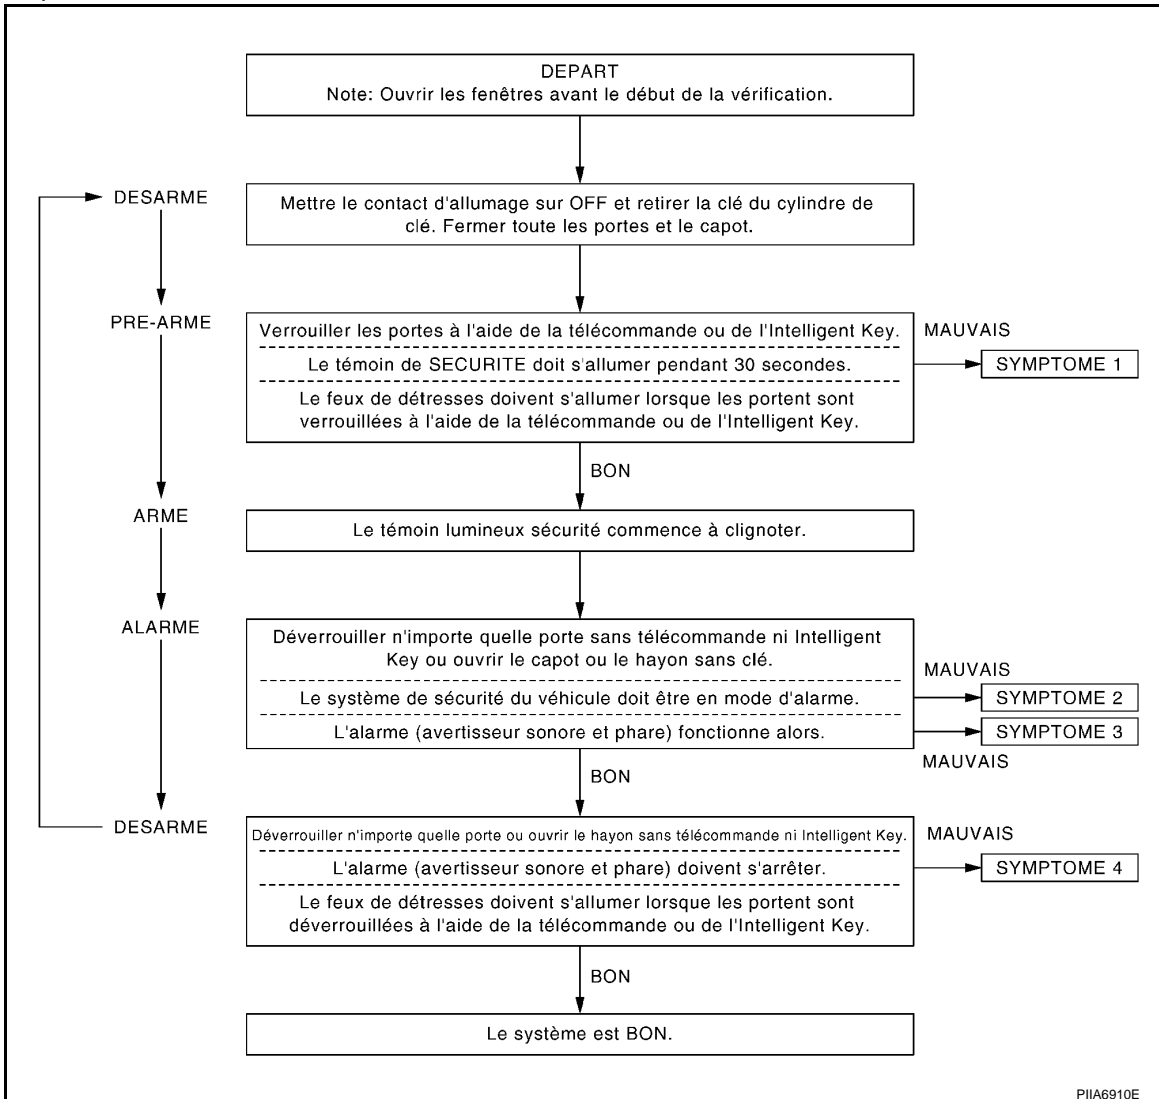 DEPART
Note: Ouvrir les fenêtres avant le début de la vérification.
DESARME
Mettre le contact d'allumage sur OFF et retirer la clé du cylindre de
clé. Fermer toute les portes et le capot.
PRE-ARME
Verrouiller les portes à l'aide de la télécommande ou de l'Intelligent Key.
MAUVAIS
Le témoin de SECURITE doit s'allumer pendant 30 secondes.
SYMPTOME 1
Le feux de détresses doivent s'allumer lorsque les portent sont
verrouillées à l'aide de la télécommande ou de l'Intelligent Key.
BON
ARME
Le témoin lumineux sécurité commence à clignoter.
ALARME
Déverrouiller n'importe quelle porte sans télécommande ni Intelligent
Key ou ouvrir le capot ou le hayon sans clé.
MAUVAIS
Le système de sécurité du véhicule doit être en mode d'alarme.
SYMPTOME 2
L'alarme (avertisseur sonore et phare) fonctionne alors.
SYMPTOME 3
MAUVAIS
BON
DESARME
Déverrouiller n'importe quelle porte ou ouvrir le hayon sans télécommande ni Intelligent Key.
MAUVAIS
L'alarme (avertisseur sonore et phare) doivent s'arrêter.
SYMPTOME 4
Le feux de détresses doivent s'allumer lorsque les portent sont
déverrouillées à l'aide de la télécommande ou de l'Intelligent Key.
BON
Le système est BON.
PIIA6910E